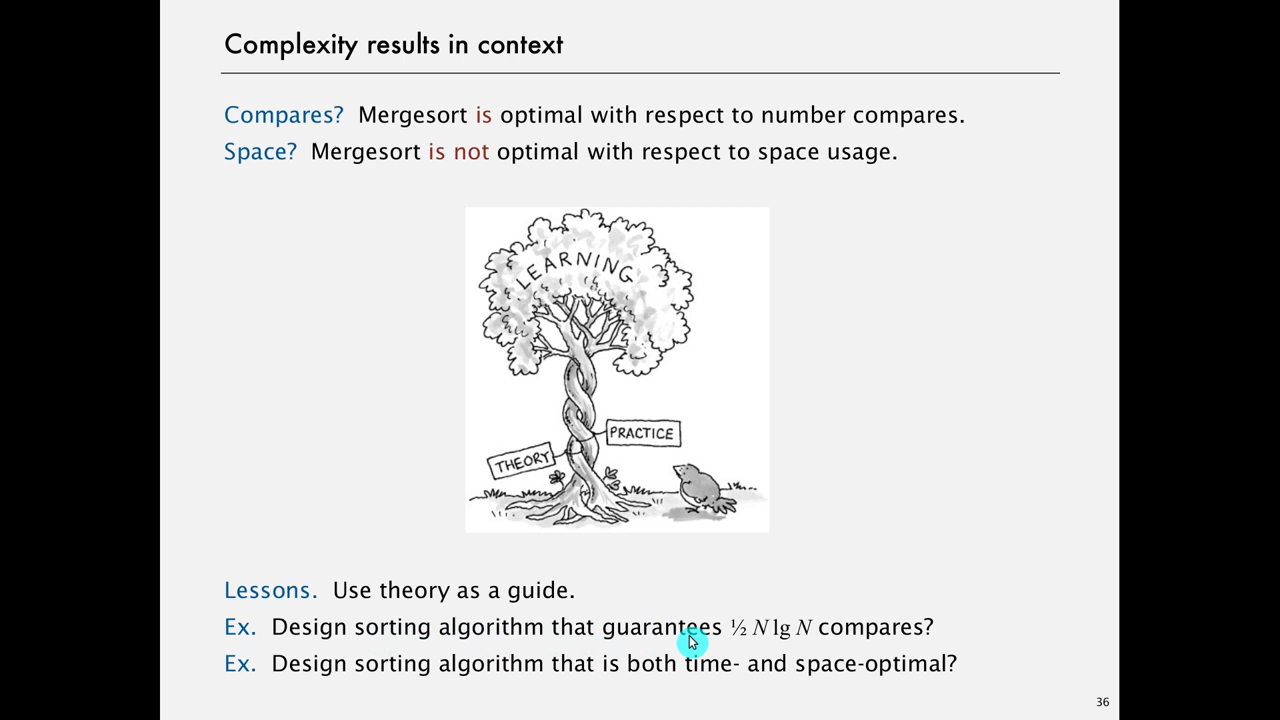 Complexity results in context
Compares? Mergesort is optimal with respect to number compares.
Space? Mergesort is not optimal with respect to space usage.
LEARNING
PRACTICE
THEORY
Lessons. Use theory as a guide.
Ex. Design sorting algorithm that guarantees ½ N lg N compares?
Ex. Design sorting algorithm that is both time- and space-optimal?
36